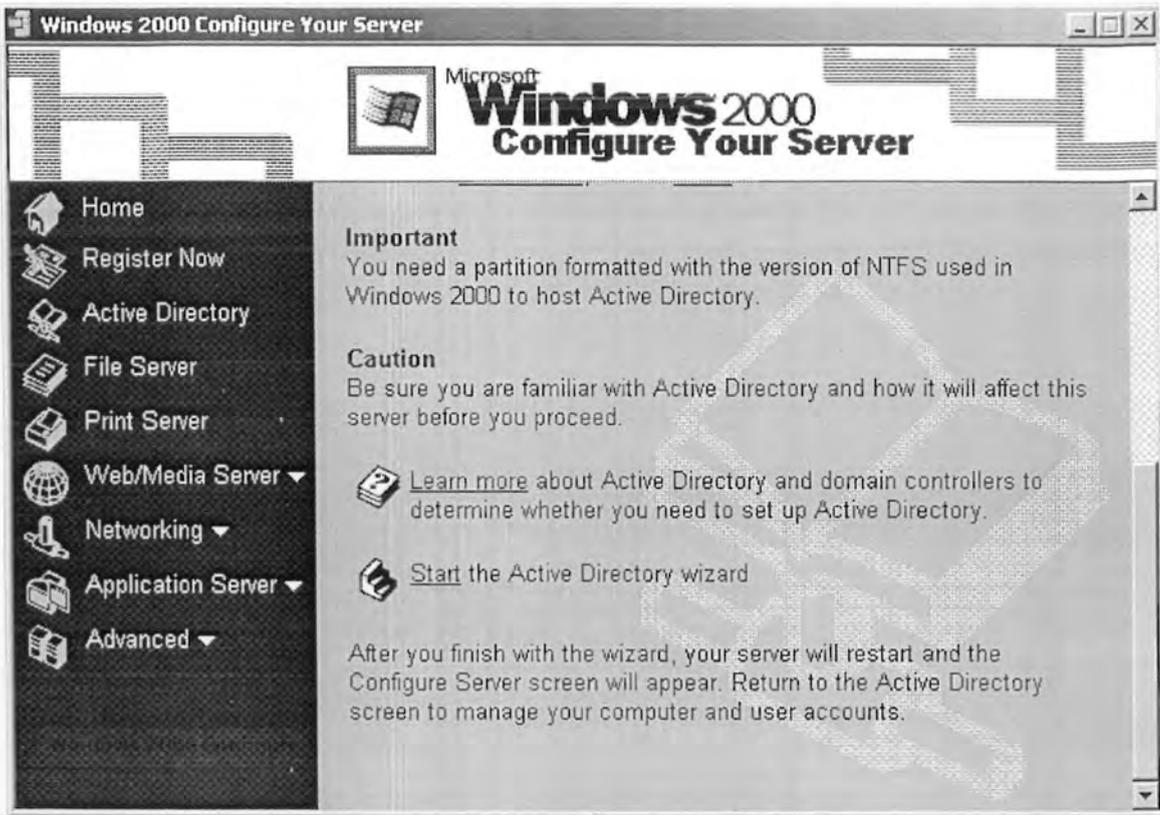 Windows 2000 Configure Your Server
Microsoft
Windows 2000
Configure Your Server
Home
Register Now
Active Directory
File Server
Print Server
Web/Media Server
Networking
Application Server
Advanced
Important
You need a partition formatted with the version of NTFS used in
Windows 2000 to host Active Directory.
Caution
Be sure you are familiar with Active Directory and how it will affect this
server before you proceed.
Learn more about Active Directory and domain controllers to
determine whether you need to set up Active Directory.
Start the Active Directory wizard
After you finish with the wizard, your server will restart and the
Configure Server screen will appear. Return to the Active Directory
screen to manage your computer and user accounts.